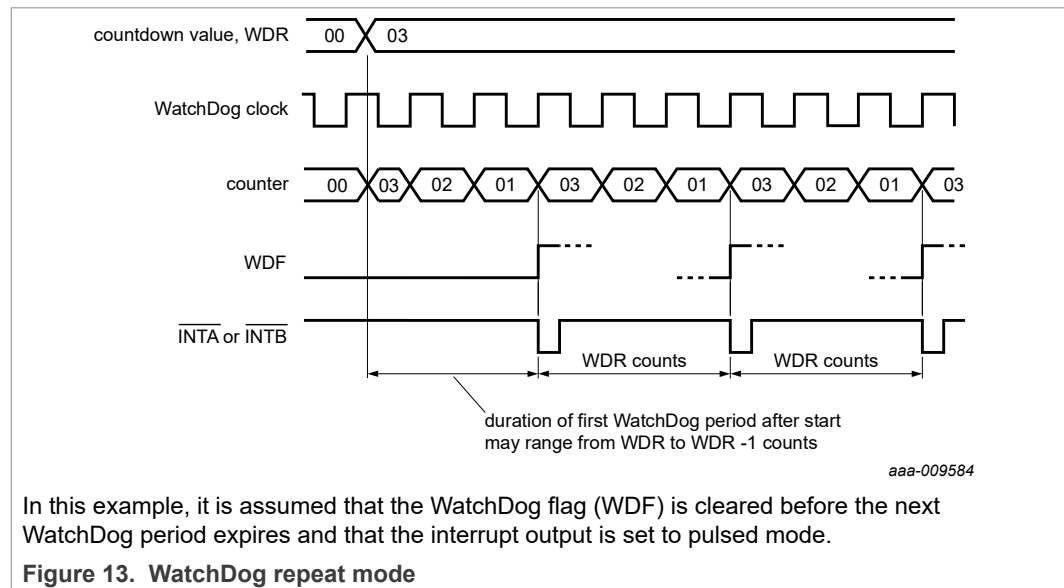 countdown value, WDR 00 03
WatchDog clock
counter 00 03 02 01 03 02 01 03 02 01 03
WDF
INTA or INTB
WDR counts WDR counts
duration of first WatchDog period after start
may range from WDR to WDR -1 counts
aaa-009584
In this example, it is assumed that the WatchDog flag (WDF) is cleared before the next
WatchDog period expires and that the interrupt output is set to pulsed mode.
Figure 13. WatchDog repeat mode